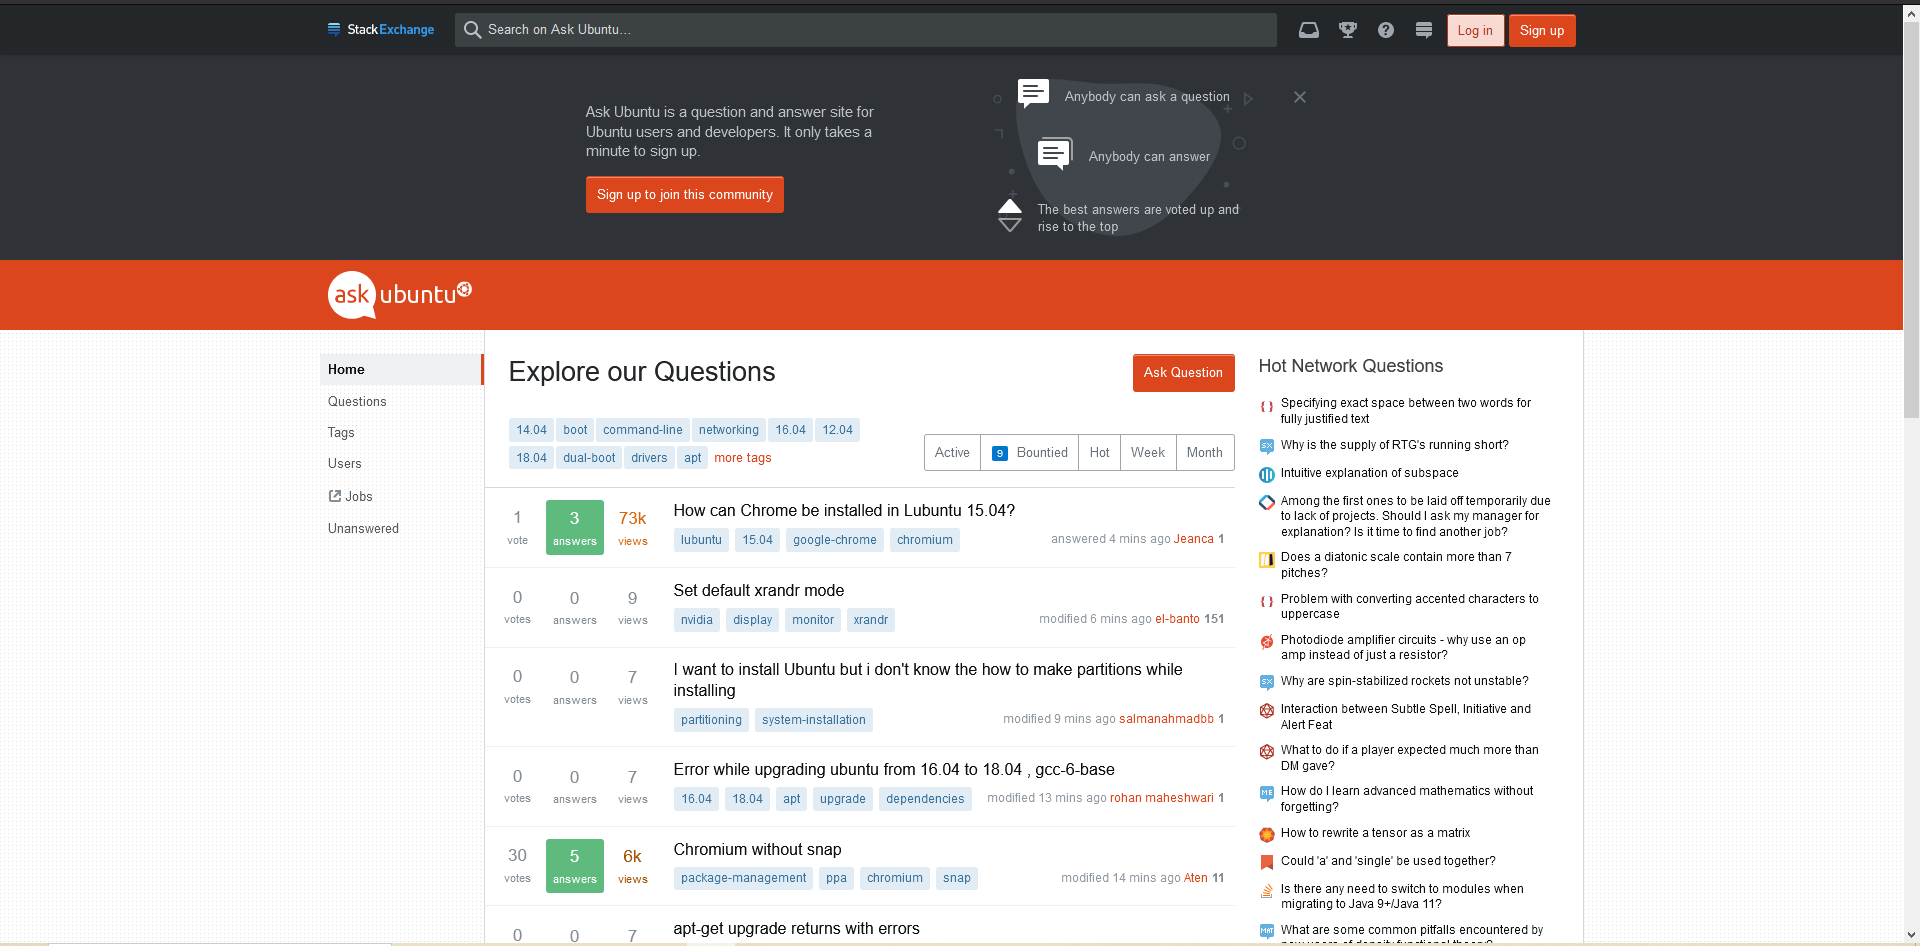 StackExchange
Search on Ask Ubuntu...
Log in
Sign up
Ask Ubuntu is a question and answer site for
Ubuntu users and developers. It only takes a
minute to sign up.
Sign up to join this community
Anybody can ask a question
Anybody can answer
The best answers are voted up and
rise to the top
ask ubuntu
Home
Questions
Tags
Users
Jobs
Unanswered
Explore our Questions
Ask Question
14.04 boot command-line networking 16.04 12.04
18.04 dual-boot drivers apt more tags
Active 9 Bountied Hot Week Month
1 vote
3 answers
73k views
How can Chrome be installed in Lubuntu 15.04?
lubuntu 15.04 google-chrome chromium
answered 4 mins ago Jeanca 1
0 votes
0 answers
9 views
Set default xrandr mode
nvidia display monitor xrandr
modified 6 mins ago el-banto 151
0 votes
0 answers
7 views
I want to install Ubuntu but i don't know the how to make partitions while
installing
partitioning system-installation
modified 9 mins ago salmanahmadbb 1
0 votes
0 answers
7 views
Error while upgrading ubuntu from 16.04 to 18.04 , gcc-6-base
16.04 18.04 apt upgrade dependencies
modified 13 mins ago rohan maheshwari 1
30 votes
5 answers
6k views
Chromium without snap
package-management ppa chromium snap
modified 14 mins ago Aten 11
0
0
7
apt-get upgrade returns with errors
Hot Network Questions
Specifying exact space between two words for
fully justified text
Why is the supply of RTG's running short?
Intuitive explanation of subspace
Among the first ones to be laid off temporarily due
to lack of projects. Should I ask my manager for
explanation? Is it time to find another job?
Does a diatonic scale contain more than 7
pitches?
Problem with converting accented characters to
uppercase
Photodiode amplifier circuits - why use an op
amp instead of just a resistor?
Why are spin-stabilized rockets not unstable?
Interaction between Subtle Spell, Initiative and
Alert Feat
What to do if a player expected much more than
DM gave?
How do I learn advanced mathematics without
forgetting?
How to rewrite a tensor as a matrix
Could 'a' and 'single' be used together?
Is there any need to switch to modules when
migrating to Java 9+/Java 11?
What are some common pitfalls encountered by